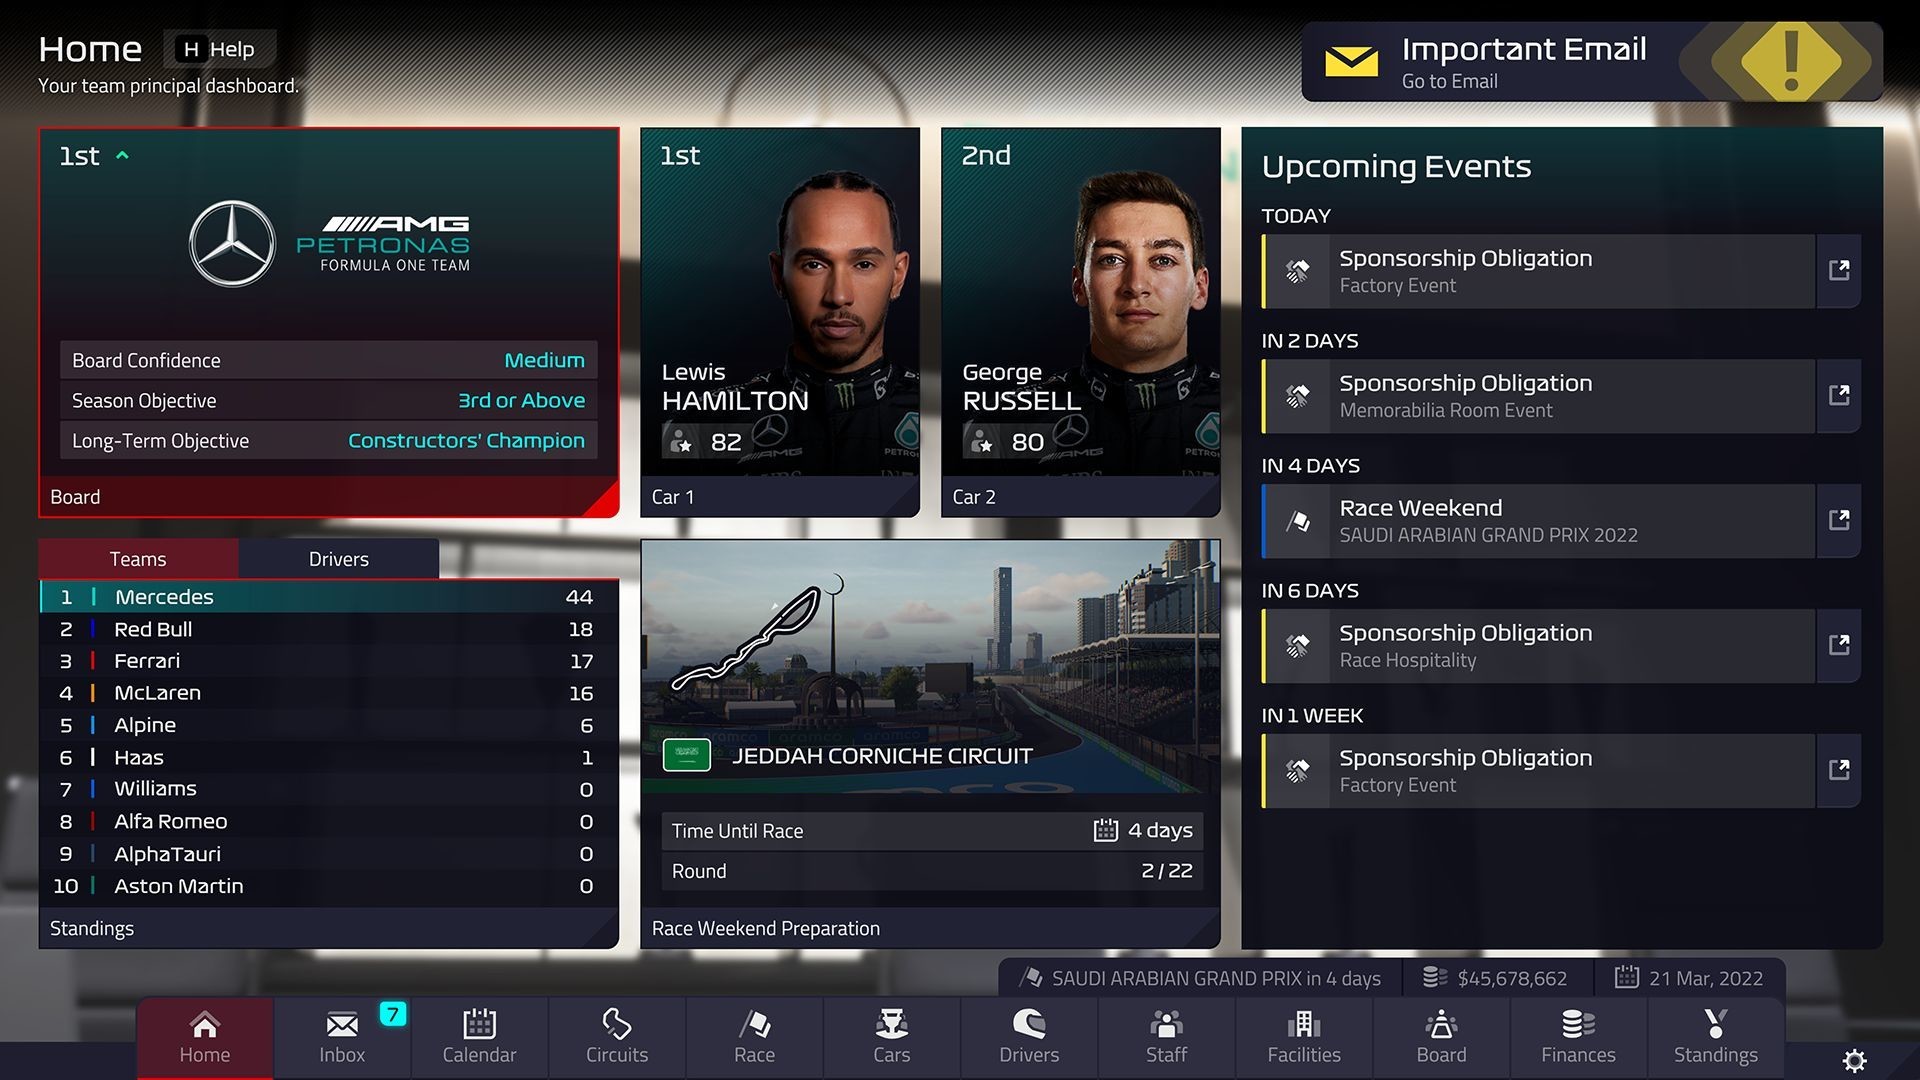 Home
H Help
Your team principal dashboard.
Important Email
Go to Email
1st
AMG
PETRONAS
FORMULA ONE TEAM
Board Confidence Medium
Season Objective 3rd or Above
Long-Term Objective Constructors' Champion
Board
1st
Lewis
HAMILTON
82
Car 1
2nd
George
RUSSELL
80
Car 2
Upcoming Events
TODAY
Sponsorship Obligation
Factory Event
IN 2 DAYS
Sponsorship Obligation
Memorabilia Room Event
IN 4 DAYS
Race Weekend
SAUDI ARABIAN GRAND PRIX 2022
IN 6 DAYS
Sponsorship Obligation
Race Hospitality
IN 1 WEEK
Sponsorship Obligation
Factory Event
Teams Drivers
1 Mercedes 44
2 Red Bull 18
3 Ferrari 17
4 McLaren 16
5 Alpine 6
6 Haas 1
7 Williams 0
8 Alfa Romeo 0
9 AlphaTauri 0
10 Aston Martin 0
Standings
aramco aramco aramco
JEDDAH CORNICHE CIRCUIT
Time Until Race 4 days
Round 2 / 22
Race Weekend Preparation
SAUDI ARABIAN GRAND PRIX in 4 days
$45,678,662
21 Mar, 2022
Home
Inbox
7
Calendar
Circuits
Race
Cars
Drivers
Staff
Facilities
Board
Finances
Standings